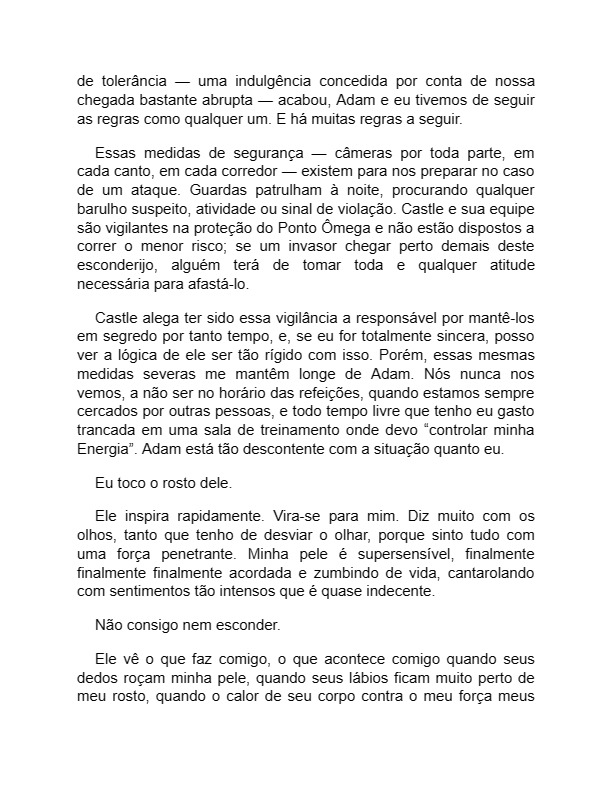 de tolerância — uma indulgência concedida por conta de nossa
chegada bastante abrupta — acabou, Adam e eu tivemos de seguir
as regras como qualquer um. E há muitas regras a seguir.
Essas medidas de segurança — câmeras por toda parte, em
cada canto, em cada corredor — existem para nos preparar no caso
de um ataque. Guardas patrulham à noite, procurando qualquer
barulho suspeito, atividade ou sinal de violação. Castle e sua equipe
são vigilantes na proteção do Ponto Ômega e não estão dispostos a
correr o menor risco; se um invasor chegar perto demais deste
esconderijo, alguém terá de tomar toda e qualquer atitude
necessária para afastá-lo.
Castle alega ter sido essa vigilância a responsável por mantê-los
em segredo por tanto tempo, e, se eu for totalmente sincera, posso
ver a lógica de ele ser tão rígido com isso. Porém, essas mesmas
medidas severas me mantêm longe de Adam. Nós nunca nos
vemos, a não ser no horário das refeições, quando estamos sempre
cercados por outras pessoas, e todo tempo livre que tenho eu gasto
trancada em uma sala de treinamento onde devo “controlar minha
Energia”. Adam está tão descontente com a situação quanto eu.
Eu toco o rosto dele.
Ele inspira rapidamente. Vira-se para mim. Diz muito com os
olhos, tanto que tenho de desviar o olhar, porque sinto tudo com
uma força penetrante. Minha pele é supersensível, finalmente
finalmente finalmente acordada e zumbindo de vida, cantarolando
com sentimentos tão intensos que é quase indecente.
Não consigo nem esconder.
Ele vê o que faz comigo, o que acontece comigo quando seus
dedos roçam minha pele, quando seus lábios ficam muito perto de
meu rosto, quando o calor de seu corpo contra o meu força meus